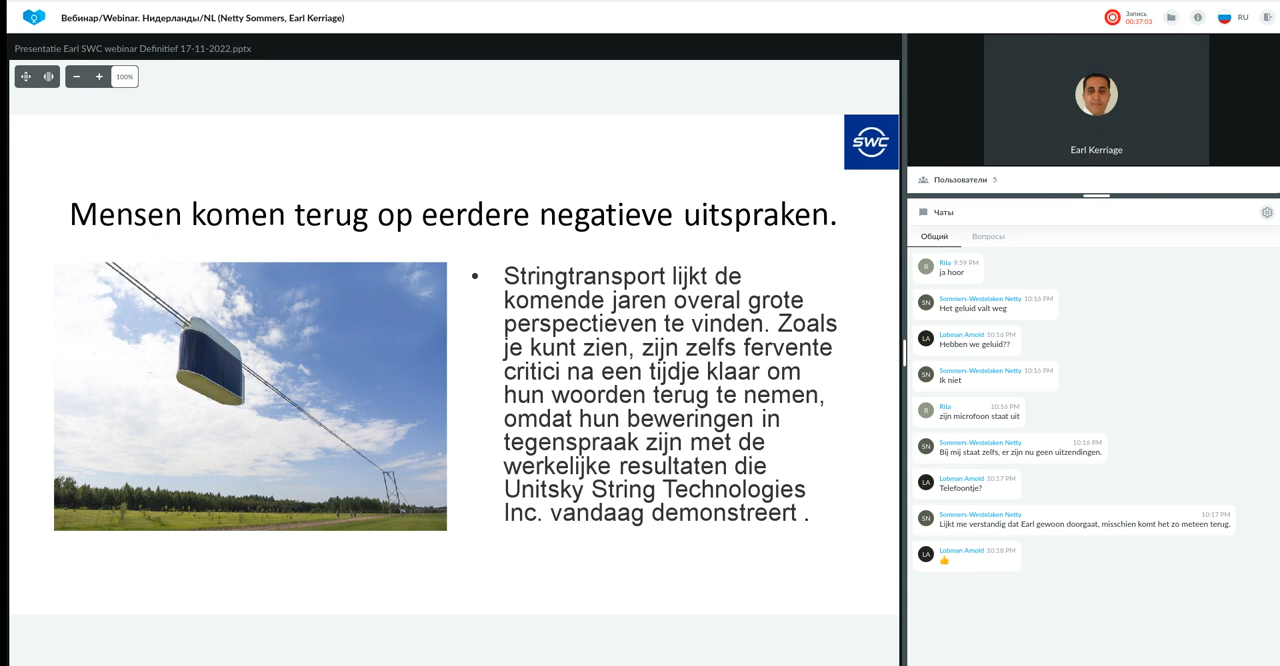 Вебинар/Webinar. Нидерланды/NL (Netty Sommers, Earl Kerriage)
Запись
00:37:03
RU
Presentatie Earl SWC webinar Definitief 17-11-2022.pptx
100%
SWC
Mensen komen terug op eerdere negatieve uitspraken.
• Stringtransport lijkt de
komende jaren overal grote
perspectieven te vinden. Zoals
je kunt zien, zijn zelfs fervente
critici na een tijdje klaar om
hun woorden terug te nemen,
omdat hun beweringen in
tegenspraak zijn met de
werkelijke resultaten die
Unitsky String Technologies
Inc. vandaag demonstreert .
Earl Kerriage
Пользователи 5
Чаты
Общий Вопросы
R
Rita 9:59 PM
ja hoor
SN
Sommers-Westelaken Netty 10:16 PM
Het geluid valt weg
LA
Lobman Arnold 10:16 PM
Hebben we geluid??
SN
Sommers-Westelaken Netty 10:16 PM
Ik niet
R
Rita 10:16 PM
zijn microfoon staat uit
SN
Sommers-Westelaken Netty 10:16 PM
Bij mij staat zelfs, er zijn nu geen uitzendingen.
LA
Lobman Arnold 10:17 PM
Telefoontje?
SN
Sommers-Westelaken Netty 10:17 PM
Lijkt me verstandig dat Earl gewoon doorgaat, misschien komt het zo meteen terug.
LA
Lobman Arnold 10:18 PM
👍